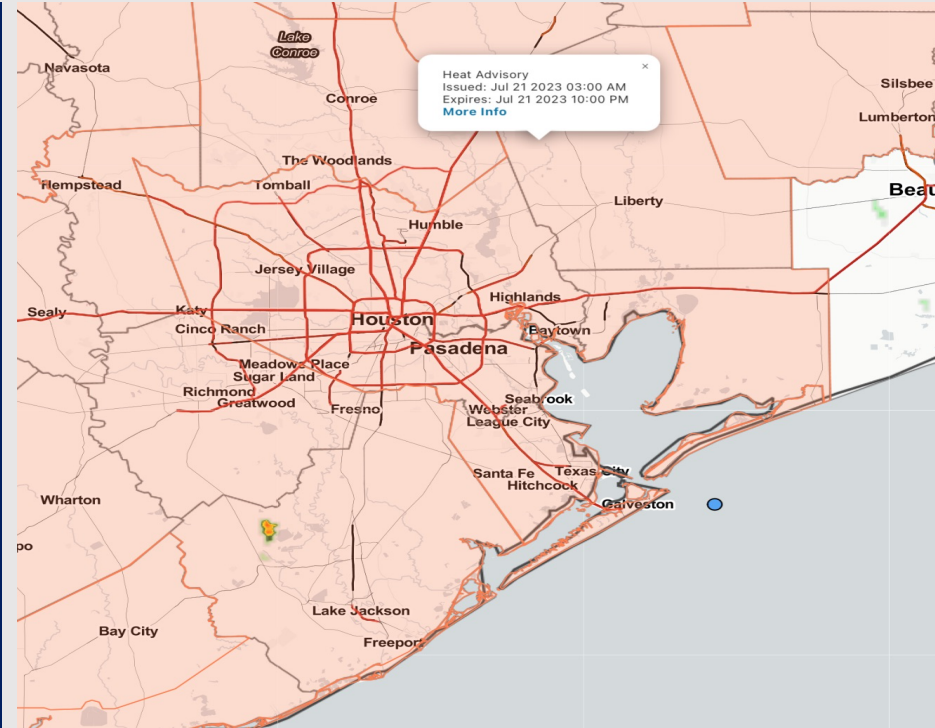 Lake
Conroe
Navasota
×
Heat Advisory
Issued: Jul 21 2023 03:00 AM
Expires: Jul 21 2023 10:00 PM
More Info
Silsbee
Conroe
Lumberton
The Woodlands
Hempstead
Tomball
Beau
Liberty
Humble
Jersey Village
Highlands
Sealy
Katy
Houston
Cinco Ranch
Baytown
Pasadena
Meadows Place
Sugar Land
Richmond
Greatwood
Seabrook
Fresno
Webster
League City
Santa Fe
Texas City
Hitchcock
Wharton
Galveston
po
Lake Jackson
Bay City
Freeport